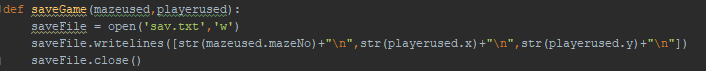 def saveGame(mazeused,playerused):
saveFile = open('sav.txt','w')
saveFile.writelines([str(mazeused.mazeNo)+"\n",str(playerused.x)+"\n",str(playerused.y)+"\n"])
saveFile.close()